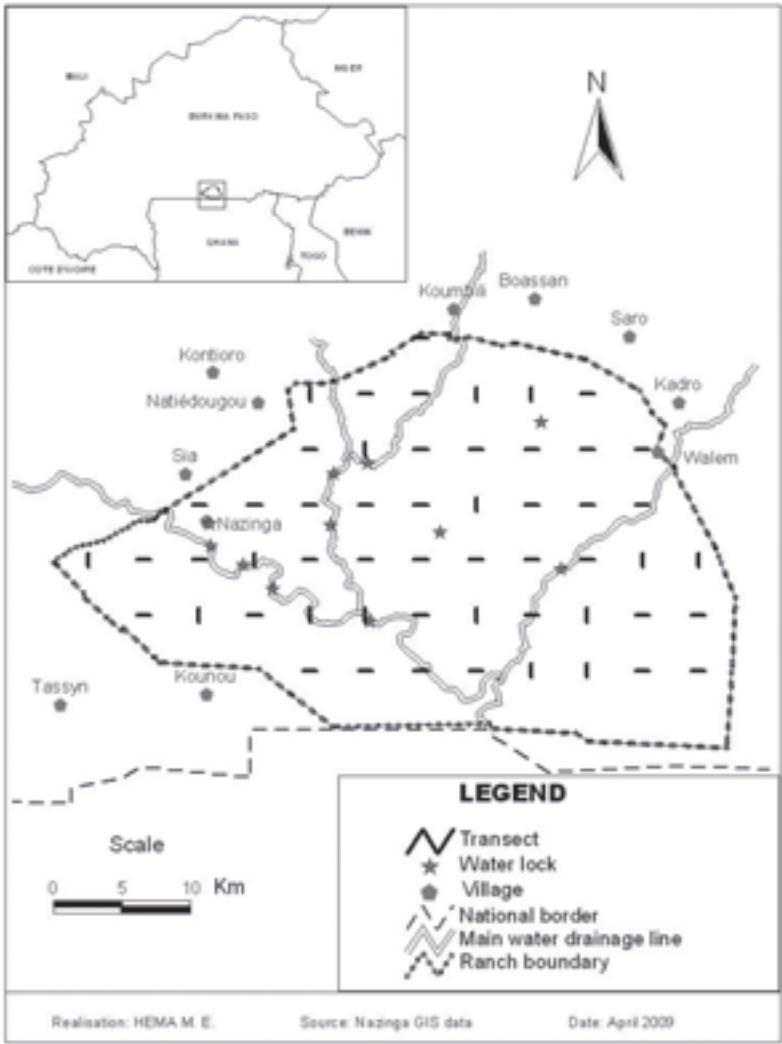 MALI
NIGER
BURKINA FASO
BENIN
GHANA
TOGO
COTE D'IVOIRE
N
Koumbili
Boassan
Saro
Kontioro
Natiédougou
Kadro
Sia
Walem
Nazinga
Kounou
Tassyn
LEGEND
Transect
Water lock
Village
National border
Main water drainage line
Ranch boundary
Scale
0 5 10 Km
Realisation: HEMA M. E. Source: Nazinga GIS data Date: April 2009